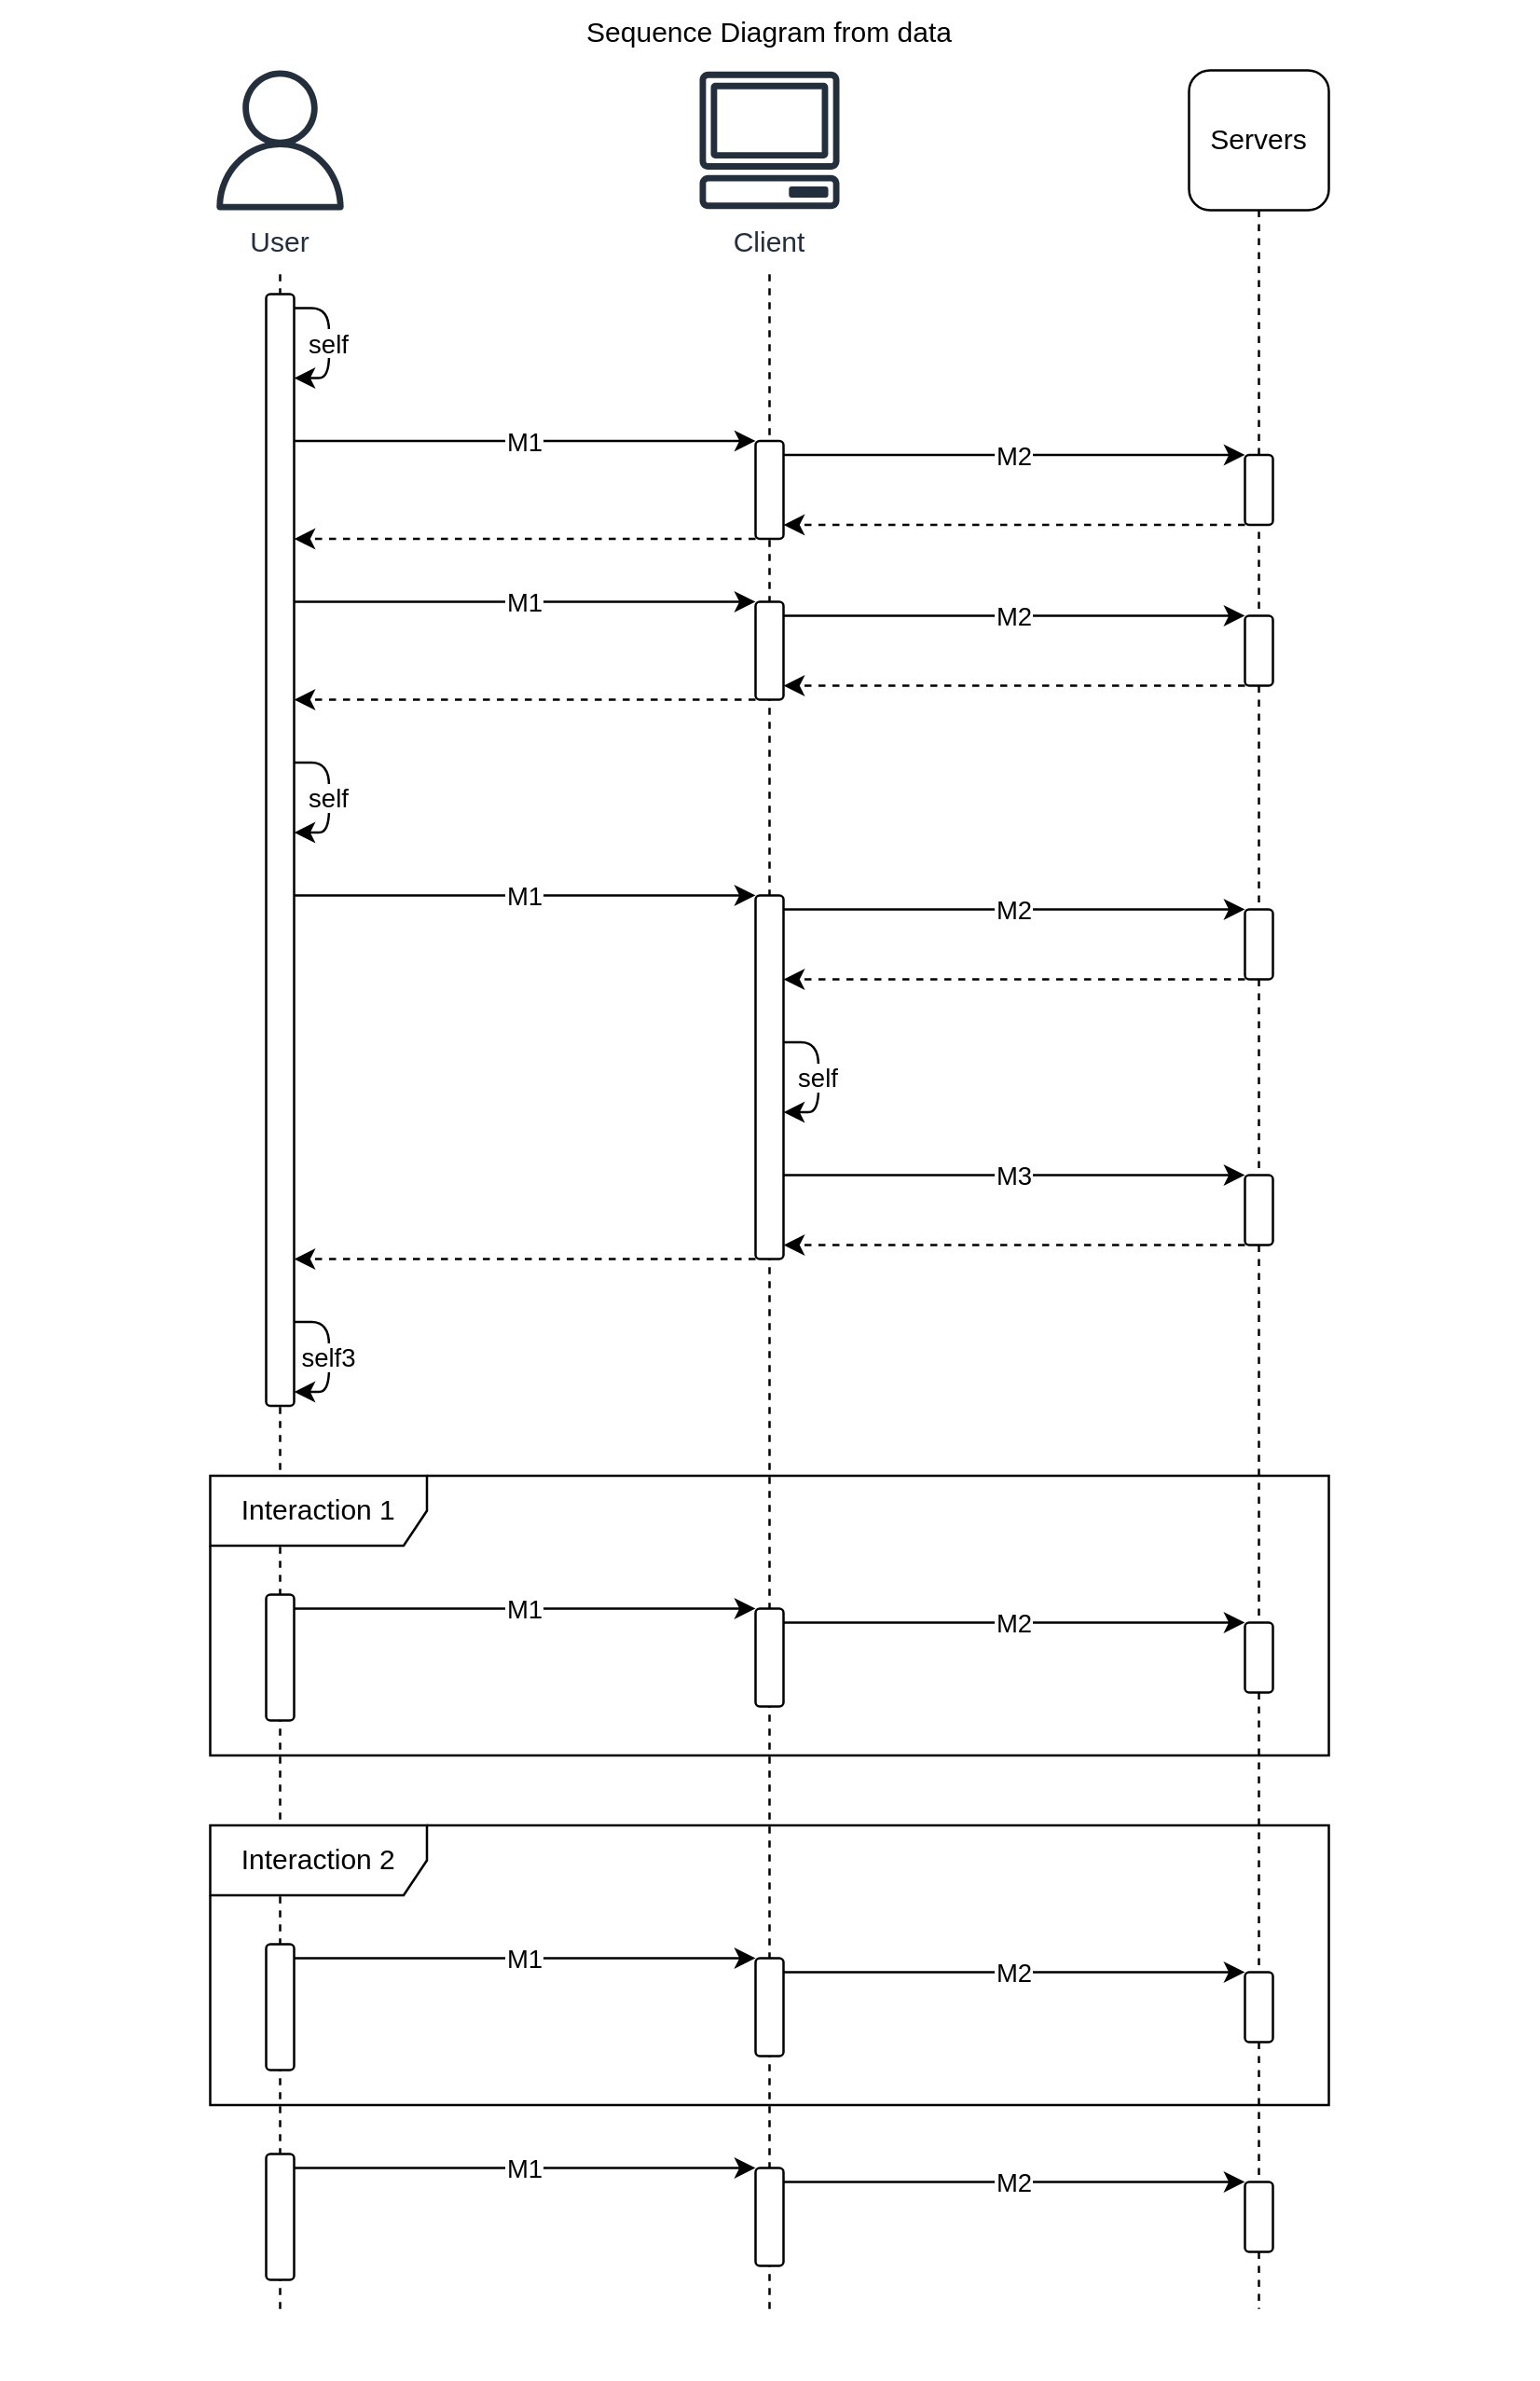 Sequence Diagram from data
Servers
User
Client
self
M1
M2
M1
M2
self
M1
M2
self
M3
self3
Interaction 1
M1
M2
Interaction 2
M1
M2
M1
M2